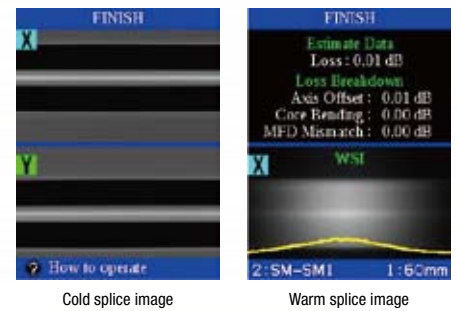 FINISH
X
Y
? How to operate
Cold splice image
FINISH
Estimate Data
Loss : 0.01 dB
Loss Breakdown
Axis Offset : 0.01 dB
Core Bending : 0.00 dB
MFD Mismatch : 0.00 dB
X WSI
2:SM-SM1 1:60mm
Warm splice image